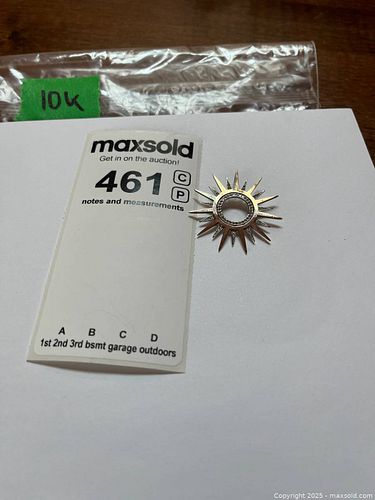 10K
maxsold
Get in on the auction!
461 C
P
notes and measurements
A B C D
1st 2nd 3rd bsmt garage outdoors
Copyright 2025 - maxsold.com